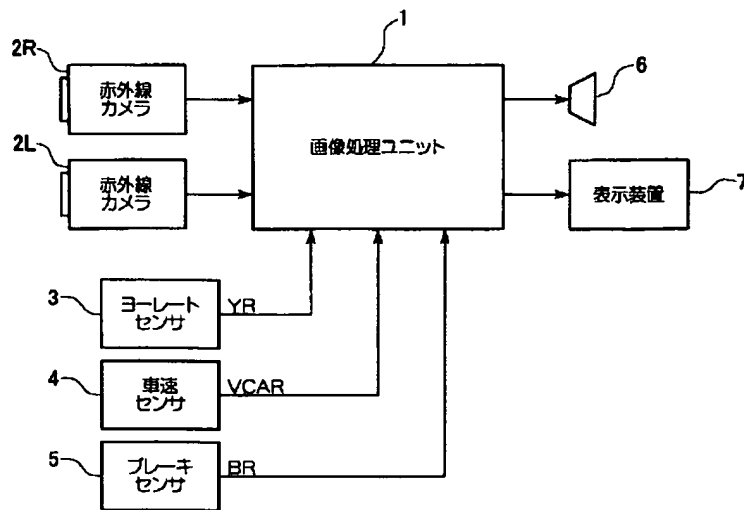 1
2R
赤外線
カメラ
6
画像処理ユニット
2L
赤外線
カメラ
表示装置
7
3
ヨーレート
センサ
YR
4
車速
センサ
VCAR
5
ブレーキ
センサ
BR